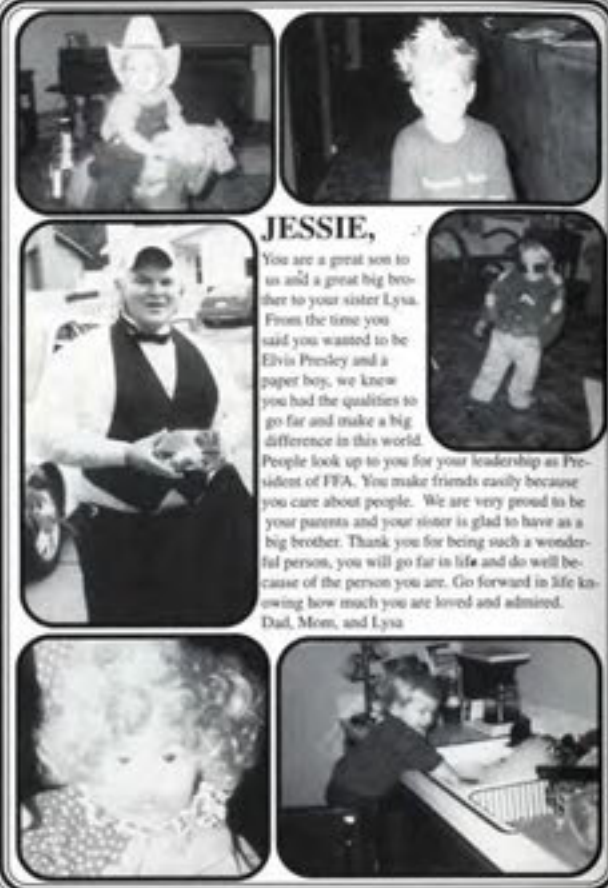 JESSIE,
You are a great son to
us and a great big bro-
ther to your sister Lysa.
From the time you
said you wanted to be
Elvis Presley and a
paper boy, we knew
you had the qualities to
go far and make a big
difference in this world.
People look up to you for your leadership as Pre-
sident of FFA. You make friends easily because
you care about people. We are very proud to be
your parents and your sister is glad to have as a
big brother. Thank you for being such a wonder-
ful person, you will go far in life and do well be-
cause of the person you are. Go forward in life kn-
owing how much you are loved and admired.
Dad, Mom, and Lysa